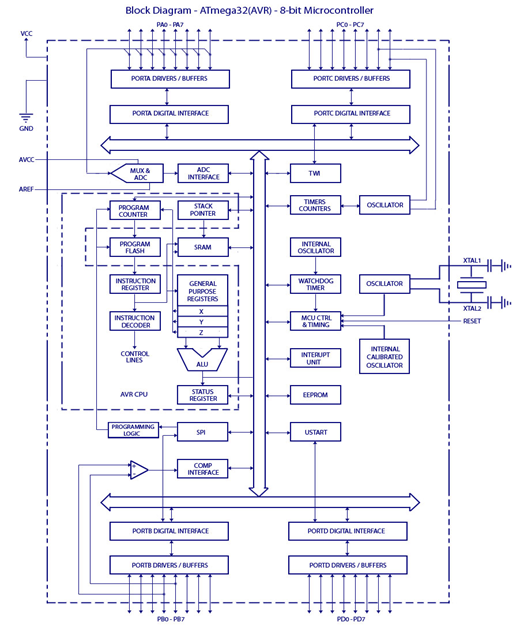 Block Diagram - ATmega32(AVR) - 8-bit Microcontroller
PA0 - PA7
PC0 - PC7
VCC
PORTA DRIVERS / BUFFERS
PORTC DRIVERS / BUFFERS
PORTA DIGITAL INTERFACE
PORTC DIGITAL INTERFACE
GND
AVCC
MUX &
ADC
ADC
INTERFACE
TWI
AREF
PROGRAM
COUNTER
STACK
POINTER
TIMERS
COUNTERS
OSCILLATOR
PROGRAM
FLASH
SRAM
INTERNAL
OSCILLATOR
XTAL1
INSTRUCTION
REGISTER
GENERAL
PURPOSE
REGISTERS
WATCHDOG
TIMER
OSCILLATOR
X
Y
Z
XTAL2
INSTRUCTION
DECODER
MCU CTRL
& TIMING
RESET
CONTROL
LINES
ALU
INTERUPT
UNIT
INTERNAL
CALIBRATED
OSCILLATOR
AVR CPU
STATUS
REGISTER
EEPROM
PROGRAMMING
LOGIC
SPI
USTART
+
-
COMP
INTERFACE
PORTB DIGITAL INTERFACE
PORTD DIGITAL INTERFACE
PORTB DRIVERS / BUFFERS
PORTD DRIVERS / BUFFERS
PB0 - PB7
PD0 - PD7